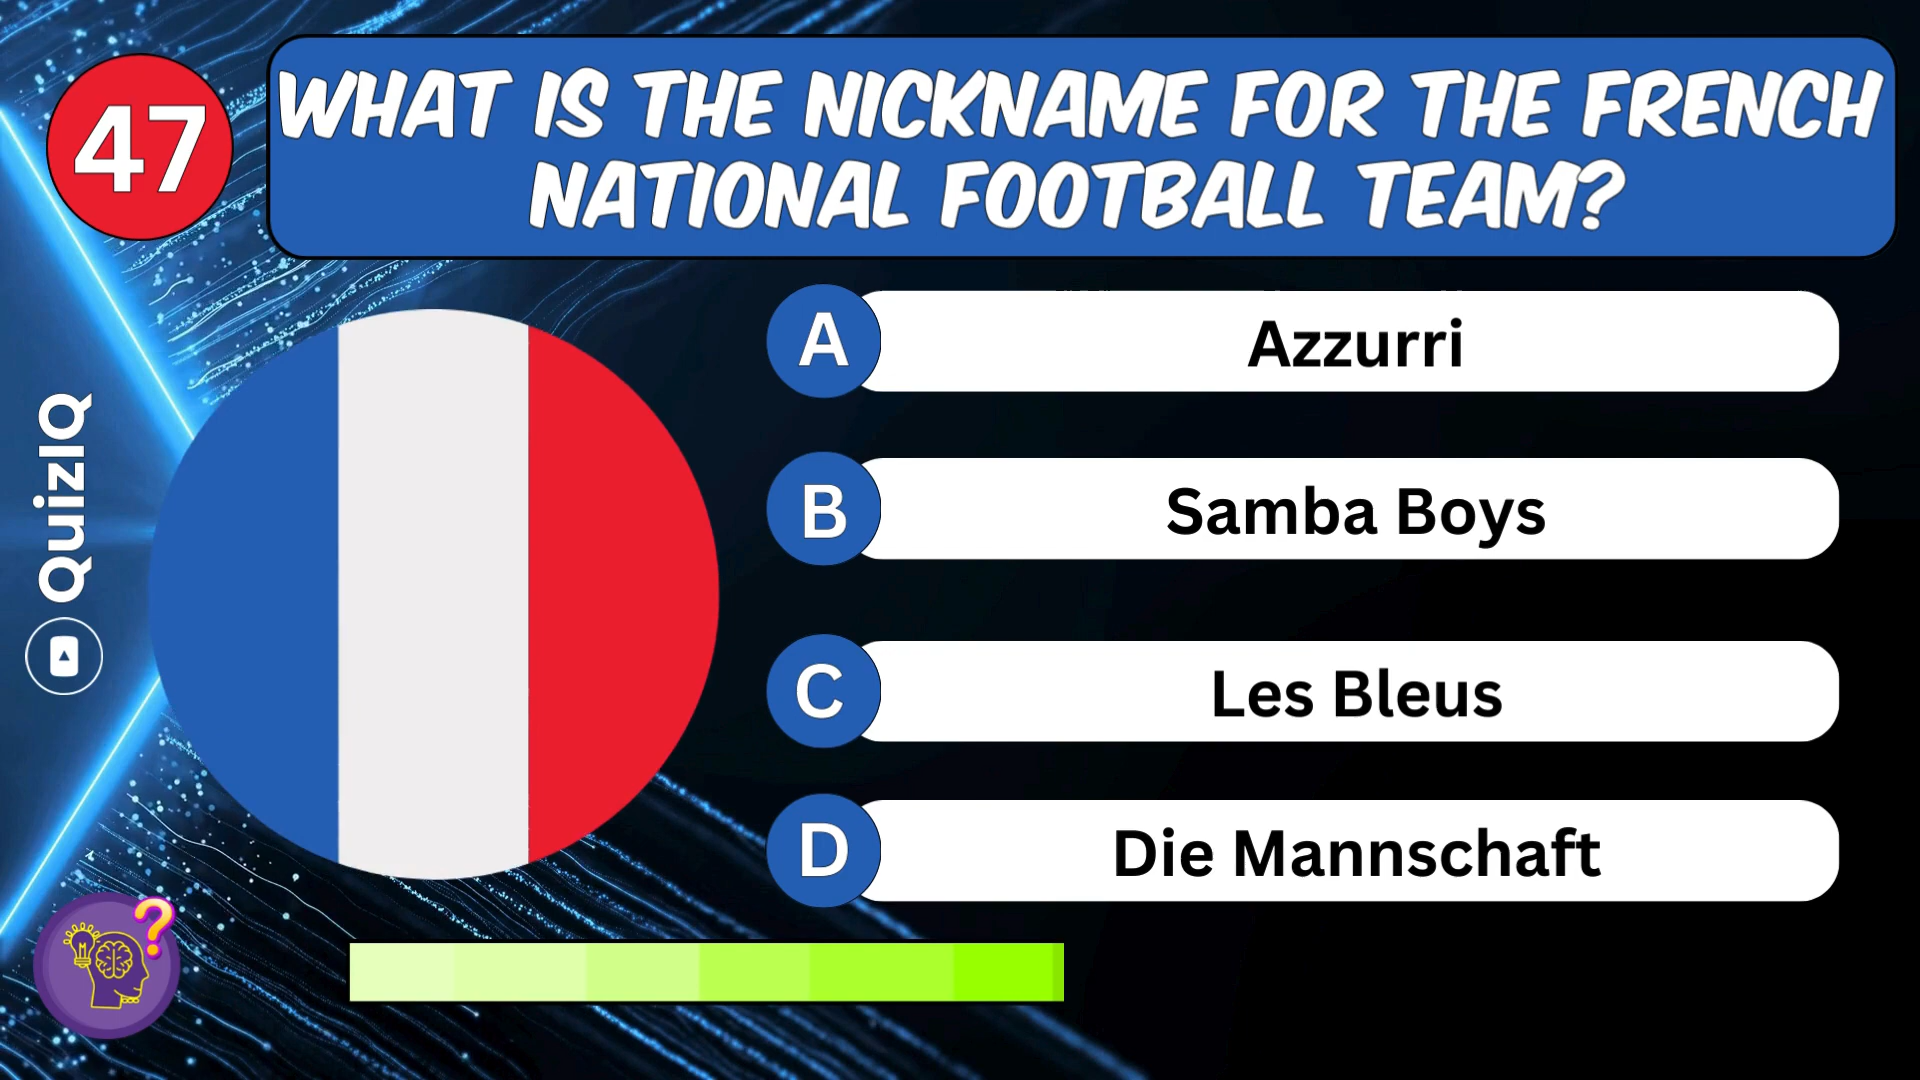 47
WHAT IS THE NICKNAME FOR THE FRENCH
NATIONAL FOOTBALL TEAM?
A Azzurri
B Samba Boys
C Les Bleus
D Die Mannschaft
QuizIQ
M
?